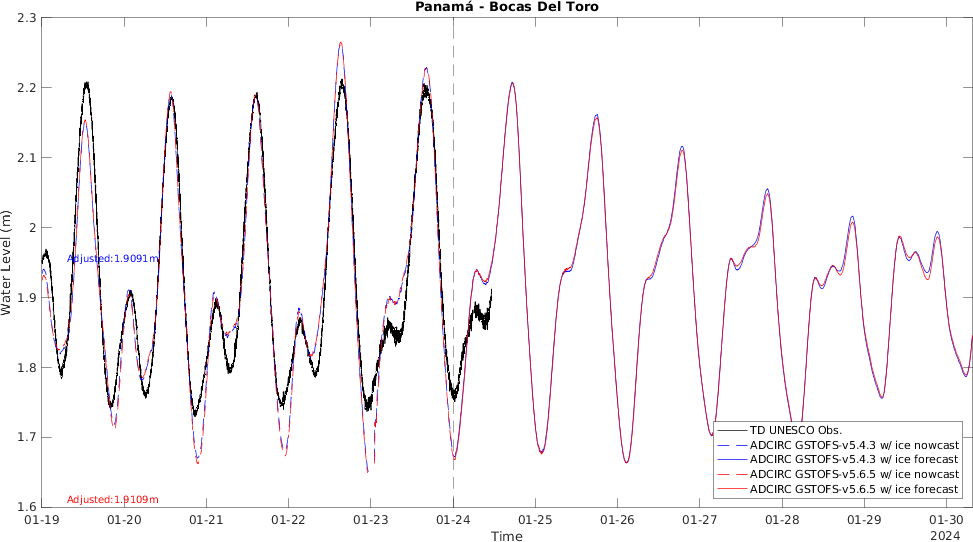 Panamá - Bocas Del Toro
2.3
2.2
2.1
2
1.9
1.8
1.7
1.6
Water Level (m)
Adjusted:1.9091m
Adjusted:1.9109m
TD UNESCO Obs.
ADCIRC GSTOFS-v5.4.3 w/ ice nowcast
ADCIRC GSTOFS-v5.4.3 w/ ice forecast
ADCIRC GSTOFS-v5.6.5 w/ ice nowcast
ADCIRC GSTOFS-v5.6.5 w/ ice forecast
01-19 01-20 01-21 01-22 01-23 01-24 01-25 01-26 01-27 01-28 01-29 01-30
Time
2024